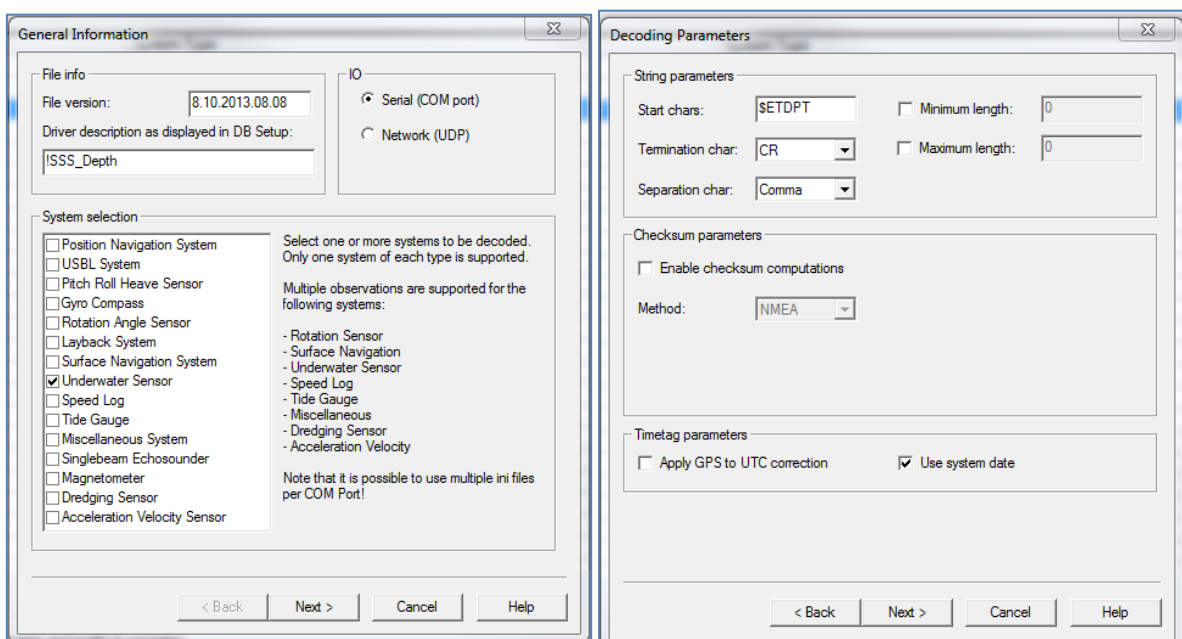 General Information
File info
File version: 8.10.2013.08.08
Driver description as displayed in DB Setup:
!SSS_Depth
IO
Serial (COM port)
Network (UDP)
System selection
Position Navigation System
USBL System
Pitch Roll Heave Sensor
Gyro Compass
Rotation Angle Sensor
Layback System
Surface Navigation System
Underwater Sensor
Speed Log
Tide Gauge
Miscellaneous System
Singlebeam Echosounder
Magnetometer
Dredging Sensor
Acceleration Velocity Sensor
Select one or more systems to be decoded.
Only one system of each type is supported.
Multiple observations are supported for the
following systems:
- Rotation Sensor
- Surface Navigation
- Underwater Sensor
- Speed Log
- Tide Gauge
- Miscellaneous
- Dredging Sensor
- Acceleration Velocity
Note that it is possible to use multiple ini files
per COM Port!
< Back Next > Cancel Help
Decoding Parameters
String parameters
Start chars: $ETDPT Minimum length: 0
Termination char: CR Maximum length: 0
Separation char: Comma
Checksum parameters
Enable checksum computations
Method: NMEA
Timetag parameters
Apply GPS to UTC correction Use system date
< Back Next > Cancel Help